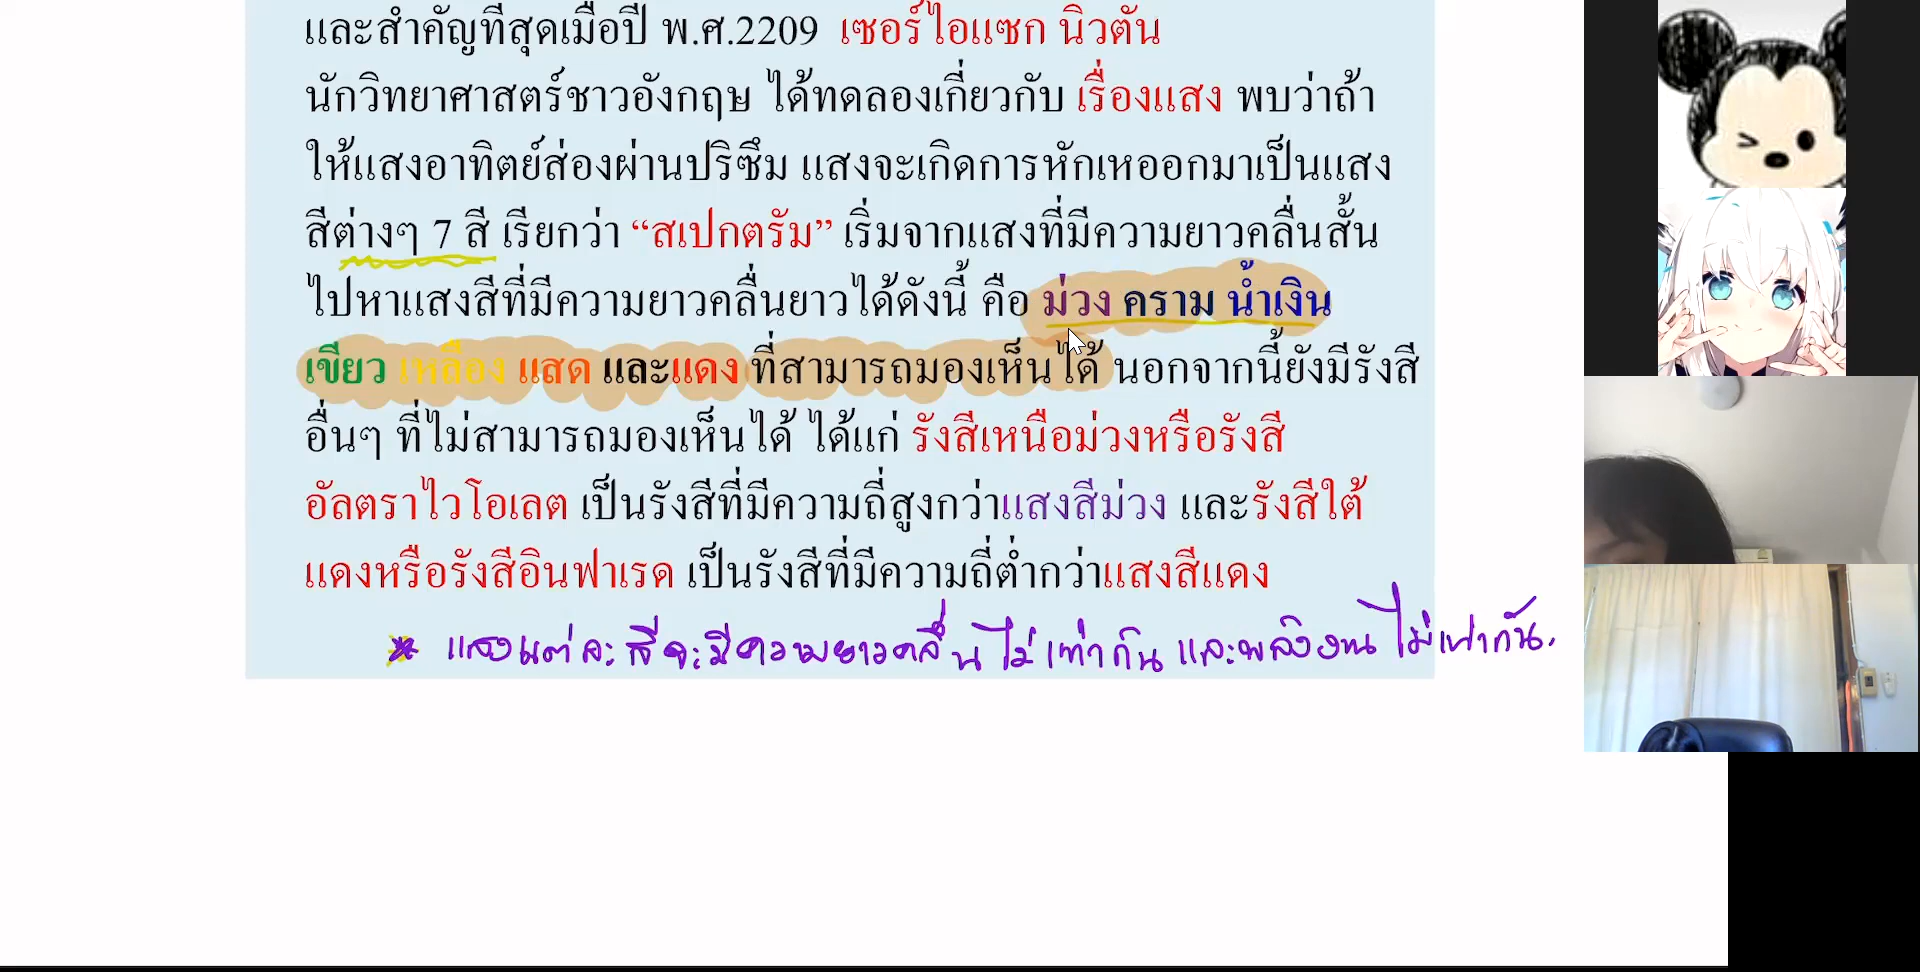 และสำคัญที่สุดเมื่อปี พ.ศ.2209 เซอร์ไอแซก นิวตัน
นักวิทยาศาสตร์ชาวอังกฤษ ได้ทดลองเกี่ยวกับ เรื่องแสง พบว่าถ้า
ให้แสงอาทิตย์ส่องผ่านปริซึม แสงจะเกิดการหักเหออกมาเป็นแสง
สีต่างๆ 7 สี เรียกว่า “สเปกตรัม” เริ่มจากแสงที่มีความยาวคลื่นสั้น
ไปหาแสงสีที่มีความยาวคลื่นยาวได้ดังนี้ คือ ม่วง คราม น้ำเงิน
เขียว เหลือง แสด และแดง ที่สามารถมองเห็นได้ นอกจากนี้ยังมีรังสี
อื่นๆ ที่ไม่สามารถมองเห็นได้ ได้แก่ รังสีเหนือม่วงหรือรังสี
อัลตราไวโอเลต เป็นรังสีที่มีความถี่สูงกว่าแสงสีม่วง และรังสีใต้
แดงหรือรังสีอินฟาเรด เป็นรังสีที่มีความถี่ต่ำกว่าแสงสีแดง
* แสงแต่ละสีจะมีความยาวคลื่นไม่เท่ากัน และพลังงานไม่เท่ากัน.